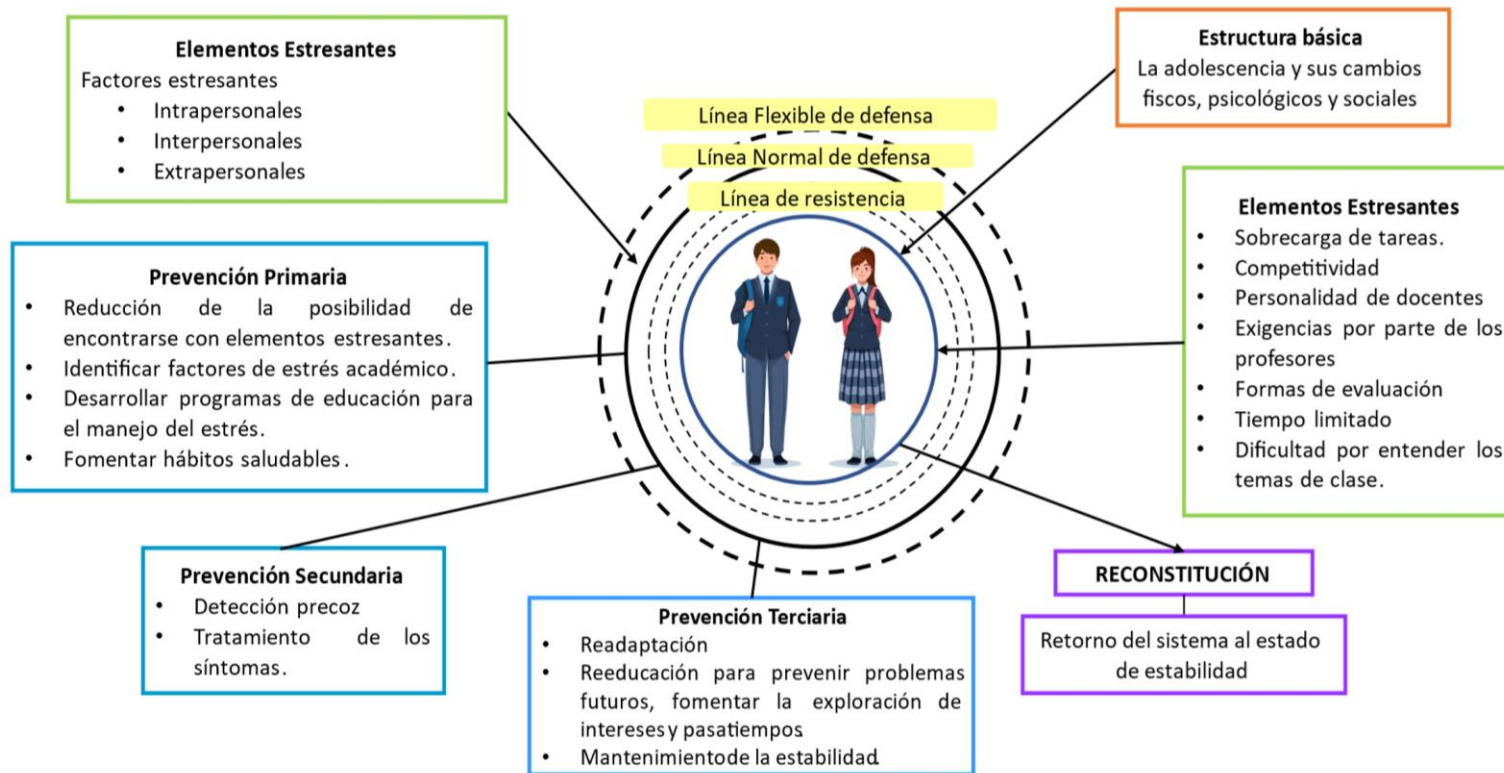 Elementos Estresantes
Factores estresantes
• Intrapersonales
• Interpersonales
• Extrapersonales
Línea Flexible de defensa
Línea Normal de defensa
Línea de resistencia
Estructura básica
La adolescencia y sus cambios
fiscos, psicológicos y sociales
Elementos Estresantes
• Sobrecarga de tareas.
• Competitividad
• Personalidad de docentes
• Exigencias por parte de los
profesores
• Formas de evaluación
• Tiempo limitado
• Dificultad por entender los
temas de clase.
Prevención Primaria
• Reducción de la posibilidad de
encontrarse con elementos estresantes.
• Identificar factores de estrés académico.
• Desarrollar programas de educación para
el manejo del estrés.
• Fomentar hábitos saludables.
Prevención Secundaria
• Detección precoz
• Tratamiento de los
síntomas.
Prevención Terciaria
• Readaptación
• Reeducación para prevenir problemas
futuros, fomentar la exploración de
intereses y pasatiempos.
• Mantenimiento de la estabilidad.
RECONSTITUCIÓN
Retorno del sistema al estado
de estabilidad